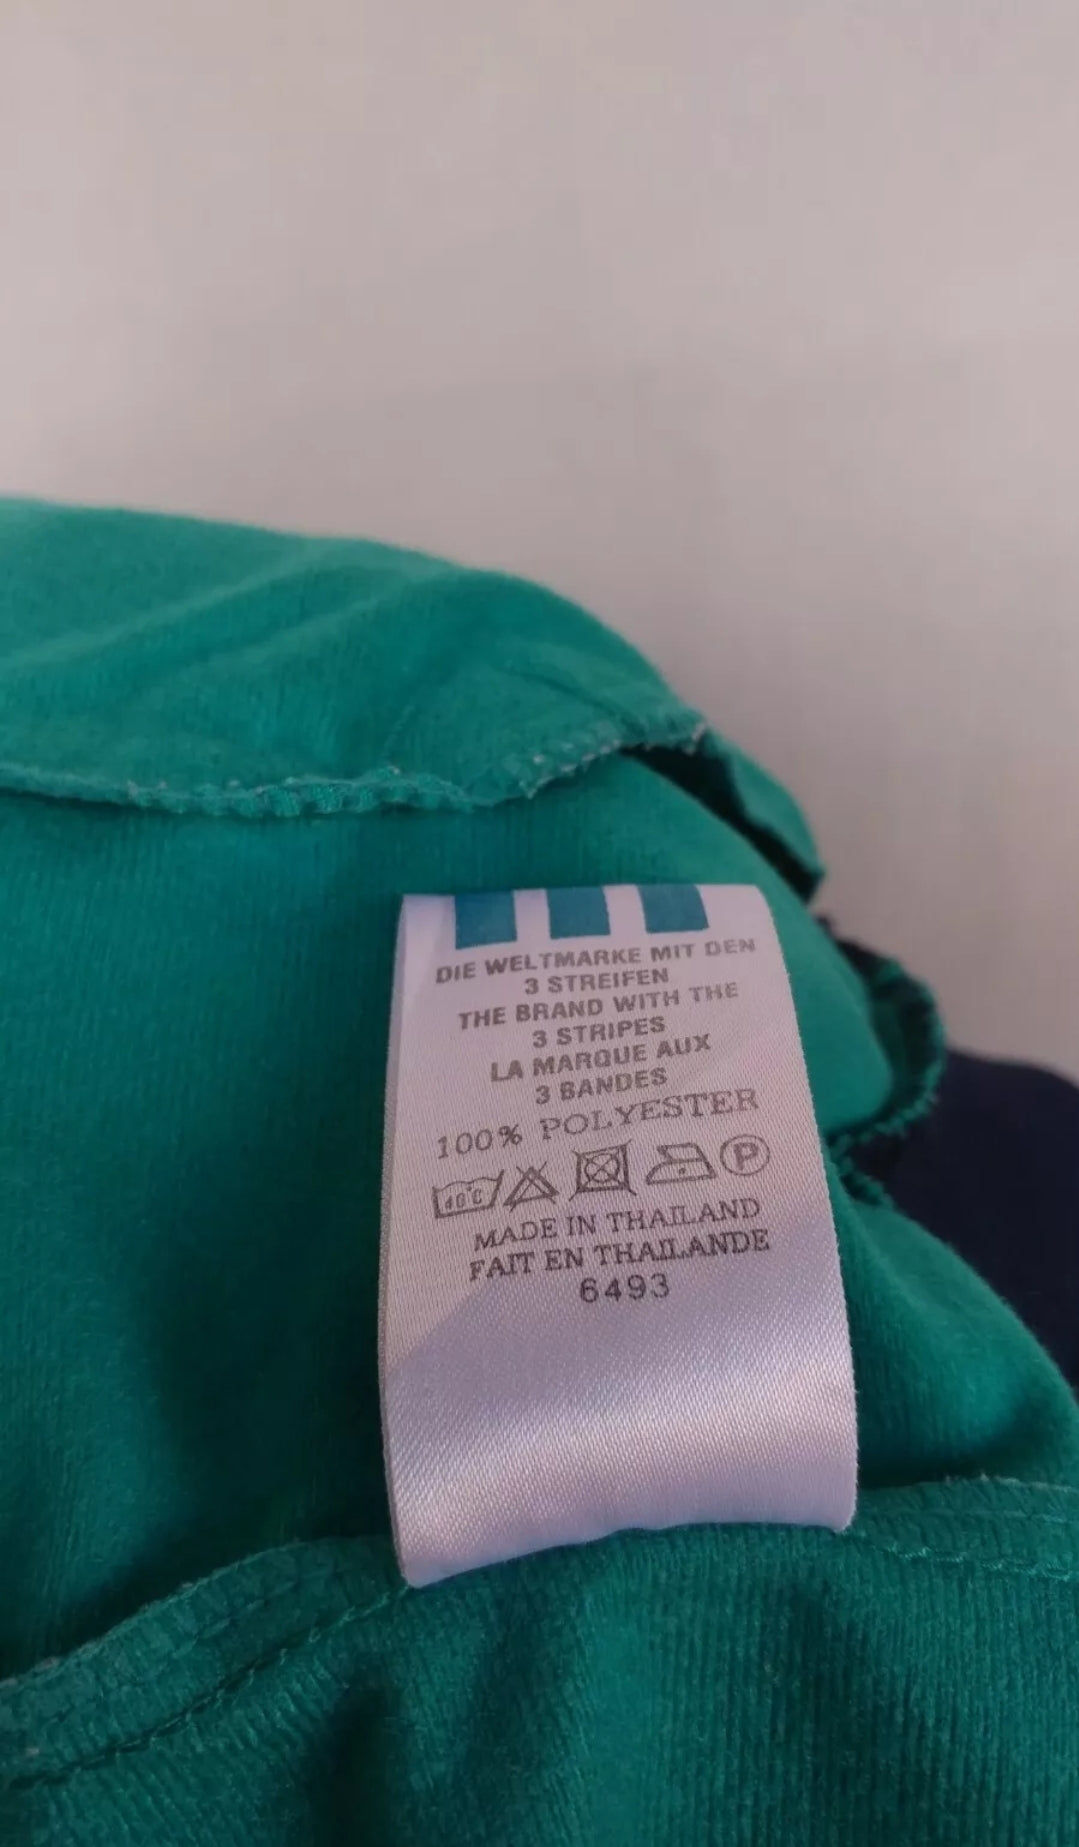 DIE WELTMARKE MIT DEN
3 STREIFEN
THE BRAND WITH THE
3 STRIPES
LA MARQUE AUX
3 BANDES
100% POLYESTER
40°C P
MADE IN THAILAND
FAIT EN THAILANDE
6493